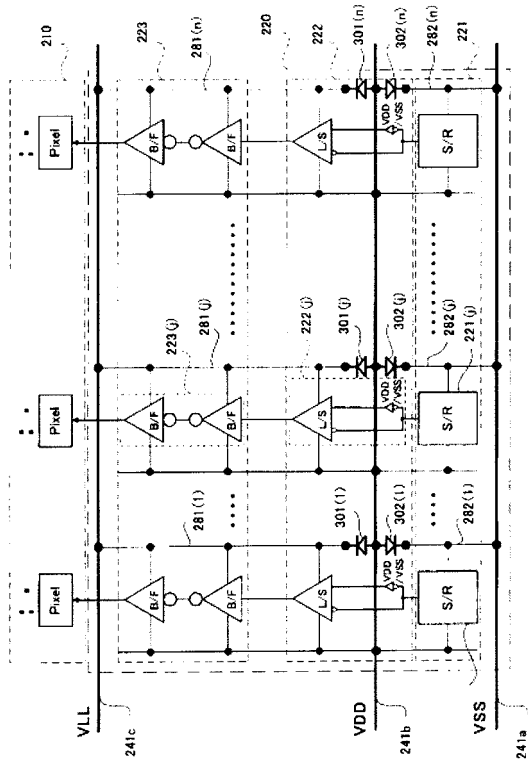 210
223
281(n)
220
222
301(n)
302(n)
282(n)
221
Pixel
B/F
B/F
L/S
VDD
/VSS
S/R
223(j)
281(j)
222(j)
301(j)
302(j)
282(j)
221(j)
Pixel
B/F
B/F
L/S
VDD
/VSS
S/R
281(1)
301(1)
302(1)
282(1)
Pixel
B/F
B/F
L/S
VDD
/VSS
S/R
VLL
241c
VDD
241b
VSS
241a